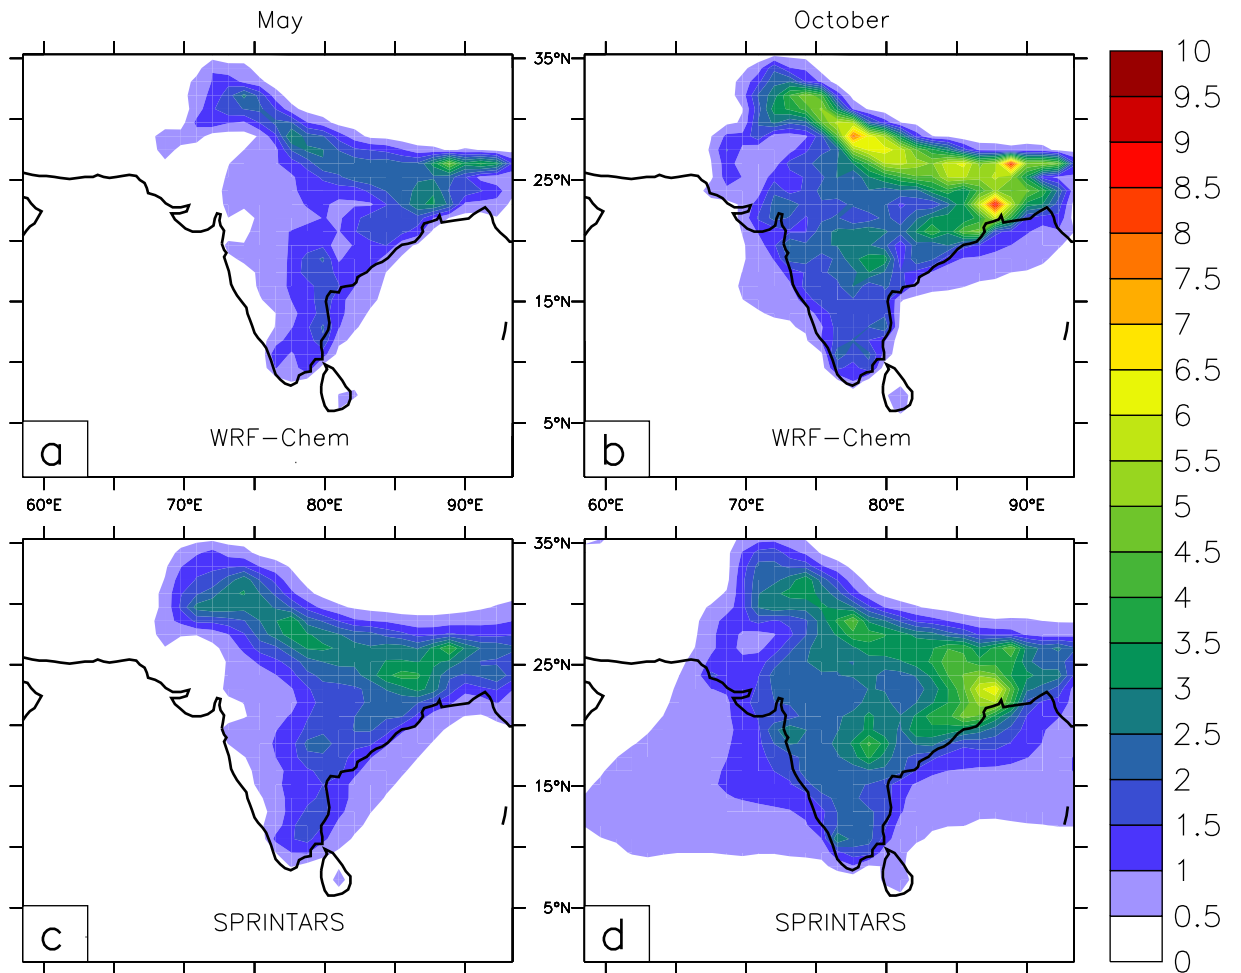 May October
35°N
25°N
15°N
5°N
a WRF-Chem
b WRF-Chem
60°E 70°E 80°E 90°E 60°E 70°E 80°E 90°E
35°N
25°N
15°N
5°N
c SPRINTARS
d SPRINTARS
10
9.5
9
8.5
8
7.5
7
6.5
6
5.5
5
4.5
4
3.5
3
2.5
2
1.5
1
0.5
0